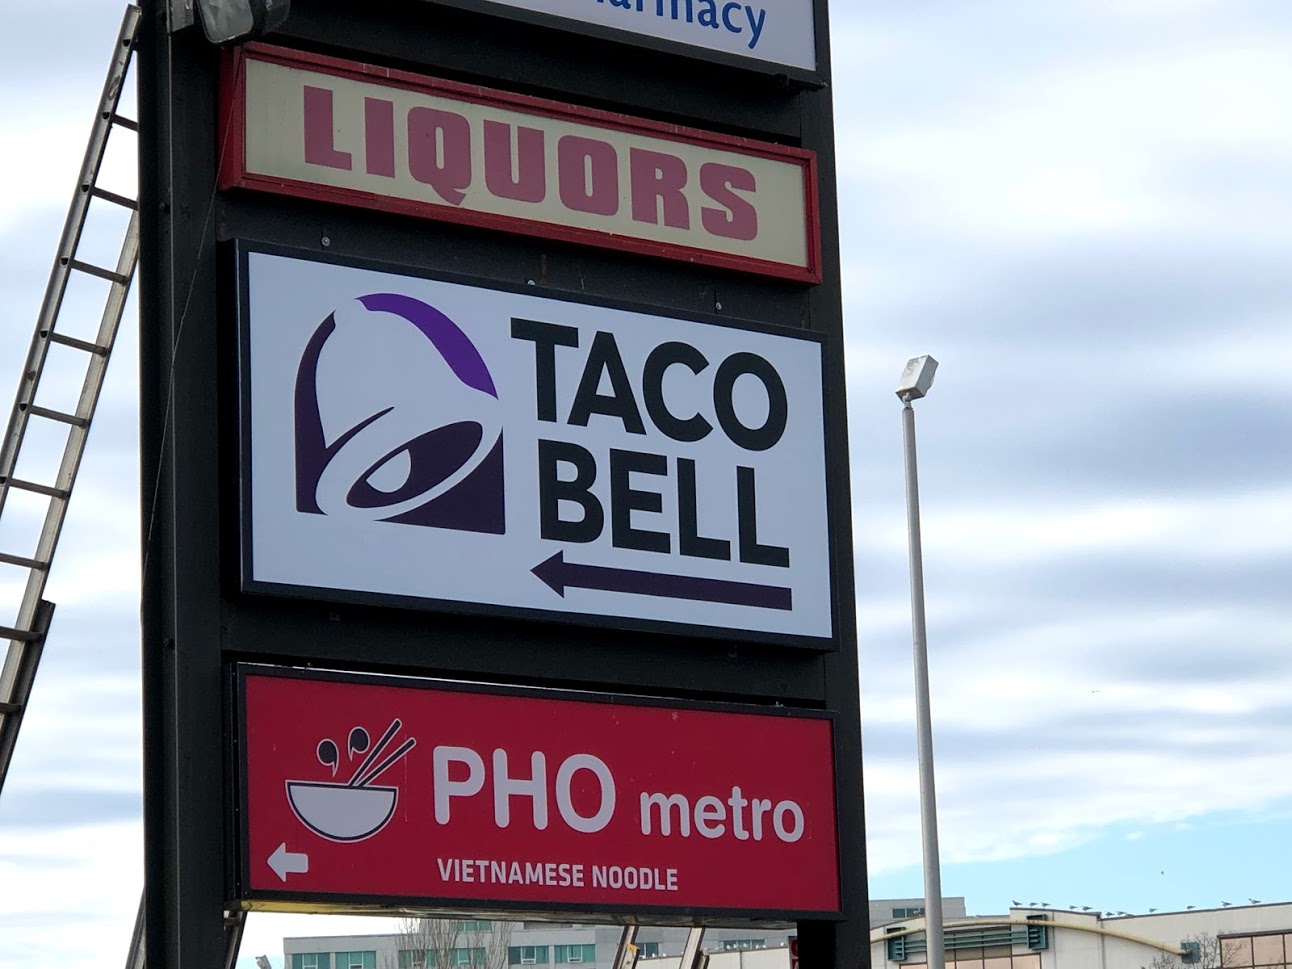 LIQUORS
TACO
BELL
PHO metro
VIETNAMESE NOODLE